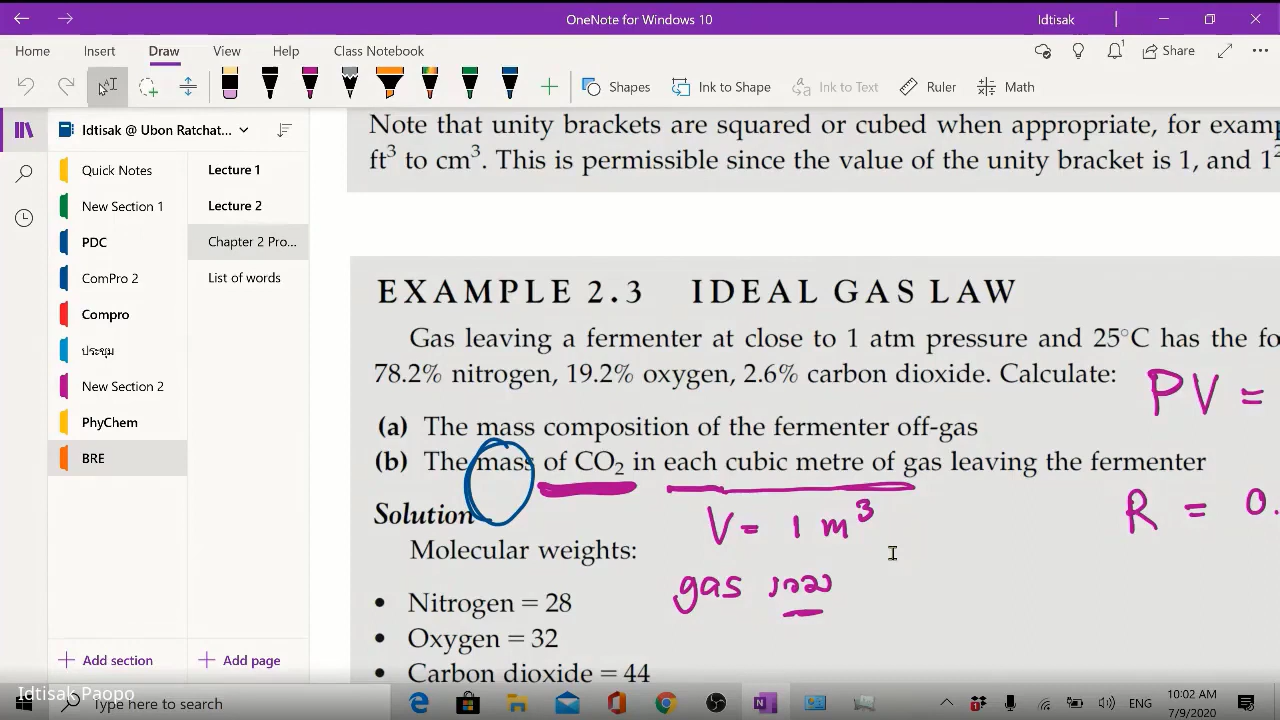 OneNote for Windows 10
Idtisak
Home Insert Draw View Help Class Notebook
Share
Shapes Ink to Shape Ink to Text Ruler Math
Idtisak @ Ubon Ratchat...
Quick Notes
New Section 1
PDC
ComPro 2
Compro
ประชุม
New Section 2
PhyChem
BRE
Add section
Lecture 1
Lecture 2
Chapter 2 Pro...
List of words
Add page
Note that unity brackets are squared or cubed when appropriate, for examp
ft³ to cm³. This is permissible since the value of the unity bracket is 1, and 1²
EXAMPLE 2.3 IDEAL GAS LAW
Gas leaving a fermenter at close to 1 atm pressure and 25°C has the fo
78.2% nitrogen, 19.2% oxygen, 2.6% carbon dioxide. Calculate:
PV =
(a) The mass composition of the fermenter off-gas
(b) The mass of CO₂ in each cubic metre of gas leaving the fermenter
Solution
V = 1 m³
R = 0.
Molecular weights:
gas
• Nitrogen = 28
• Oxygen = 32
• Carbon dioxide = 44
Idtisak Paopo
Type here to search
ENG
10:02 AM
7/9/2020